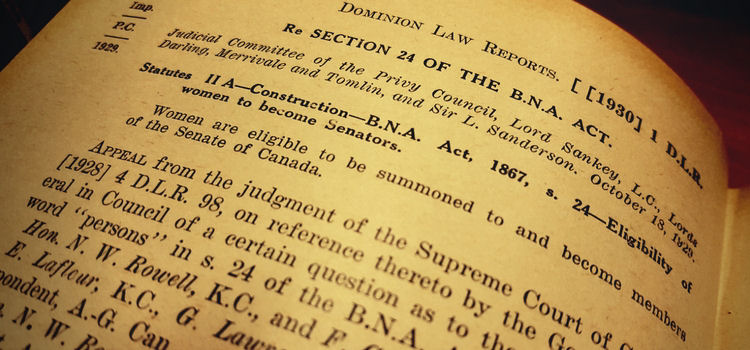 Imp.
P.C.
1929.
DOMINION LAW REPORTS. [ [1930] 1 D.L.R.
Re SECTION 24 OF THE B.N.A. ACT.
Judicial Committee of the Privy Council, Lord Sankey, L.C., Lords
Darling, Merrivale and Tomlin, and Sir L. Sanderson. October 18, 1929.
Statutes II A—Construction—B.N.A. Act, 1867, s. 24—Eligibility of
women to become Senators.
Women are eligible to be summoned to and become members
of the Senate of Canada.
APPEAL from the judgment of the Supreme Court of
[1928] 4 D.L.R. 98, on reference thereto by the
eral in Council of a certain question as to the
word "persons" in s. 24 of the B.N.A.
Hon. N. W. Rowell, K.C., and
E. Lafleur, K.C., G.
pondent, A.-G. Can
N. W.